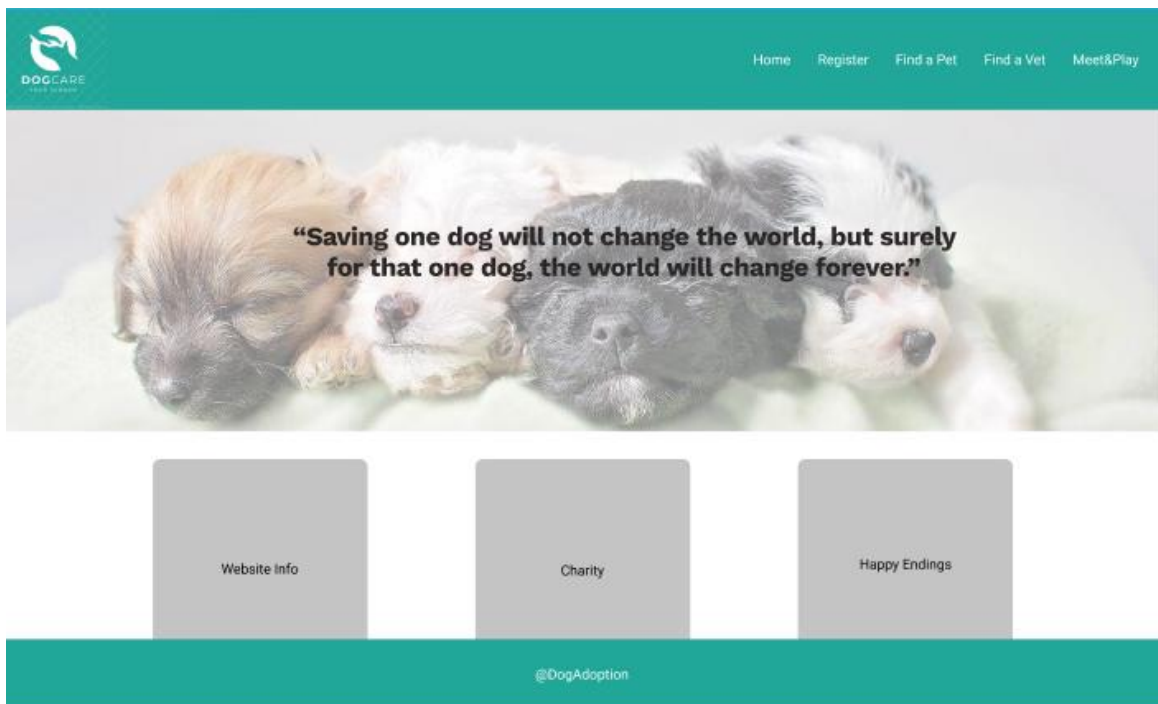 DOGCARE
Home Register Find a Pet Find a Vet Meet&Play
“Saving one dog will not change the world, but surely
for that one dog, the world will change forever.”
Website Info Charity Happy Endings
@DogAdoption